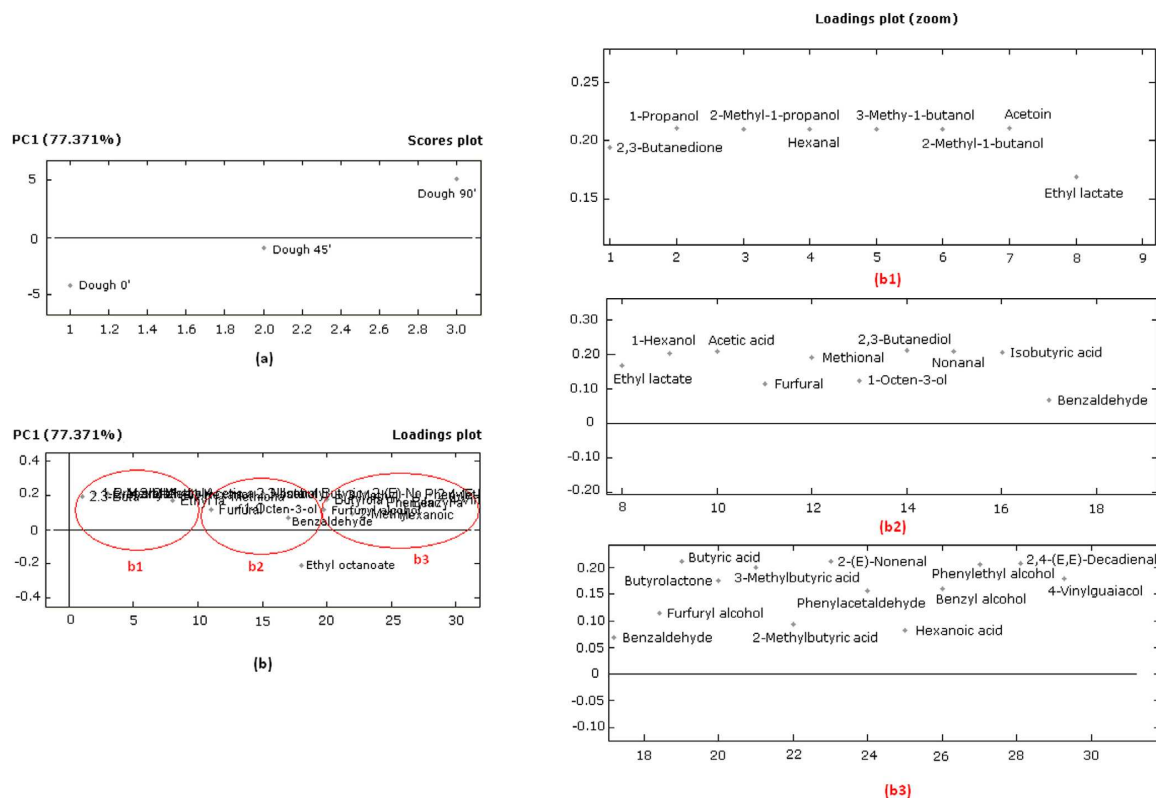 PC1 (77.371%) Scores plot
5
0
-5
Dough 90'
Dough 45'
Dough 0'
1 1.2 1.4 1.6 1.8 2.0 2.2 2.4 2.6 2.8 3.0
(a)
PC1 (77.371%) Loadings plot
0.4
0.2
0
-0.2
-0.4
Furfural
1-Octen-3-ol
Furfuryl alcohol
Benzaldehyde
Ethyl octanoate
b1
b2
b3
0 5 10 15 20 25 30
(b)
Loadings plot (zoom)
0.25
0.20
0.15
1-Propanol
2-Methyl-1-propanol
3-Methy-1-butanol
Acetoin
2,3-Butanedione
Hexanal
2-Methyl-1-butanol
Ethyl lactate
1 2 3 4 5 6 7 8 9
(b1)
0.30
0.20
0.10
0
-0.10
-0.20
1-Hexanol
Acetic acid
2,3-Butanediol
Isobutyric acid
Ethyl lactate
Methional
Nonanal
Furfural
1-Octen-3-ol
Benzaldehyde
8 10 12 14 16 18
(b2)
0.20
0.15
0.10
0.05
0
-0.05
-0.10
Butyric acid
2-(E)-Nonenal
2,4-(E,E)-Decadienal
Butyrolactone
3-Methylbutyric acid
Phenylethyl alcohol
4-Vinylguaiacol
Phenylacetaldehyde
Benzyl alcohol
Furfuryl alcohol
Benzaldehyde
2-Methylbutyric acid
Hexanoic acid
18 20 22 24 26 28 30
(b3)